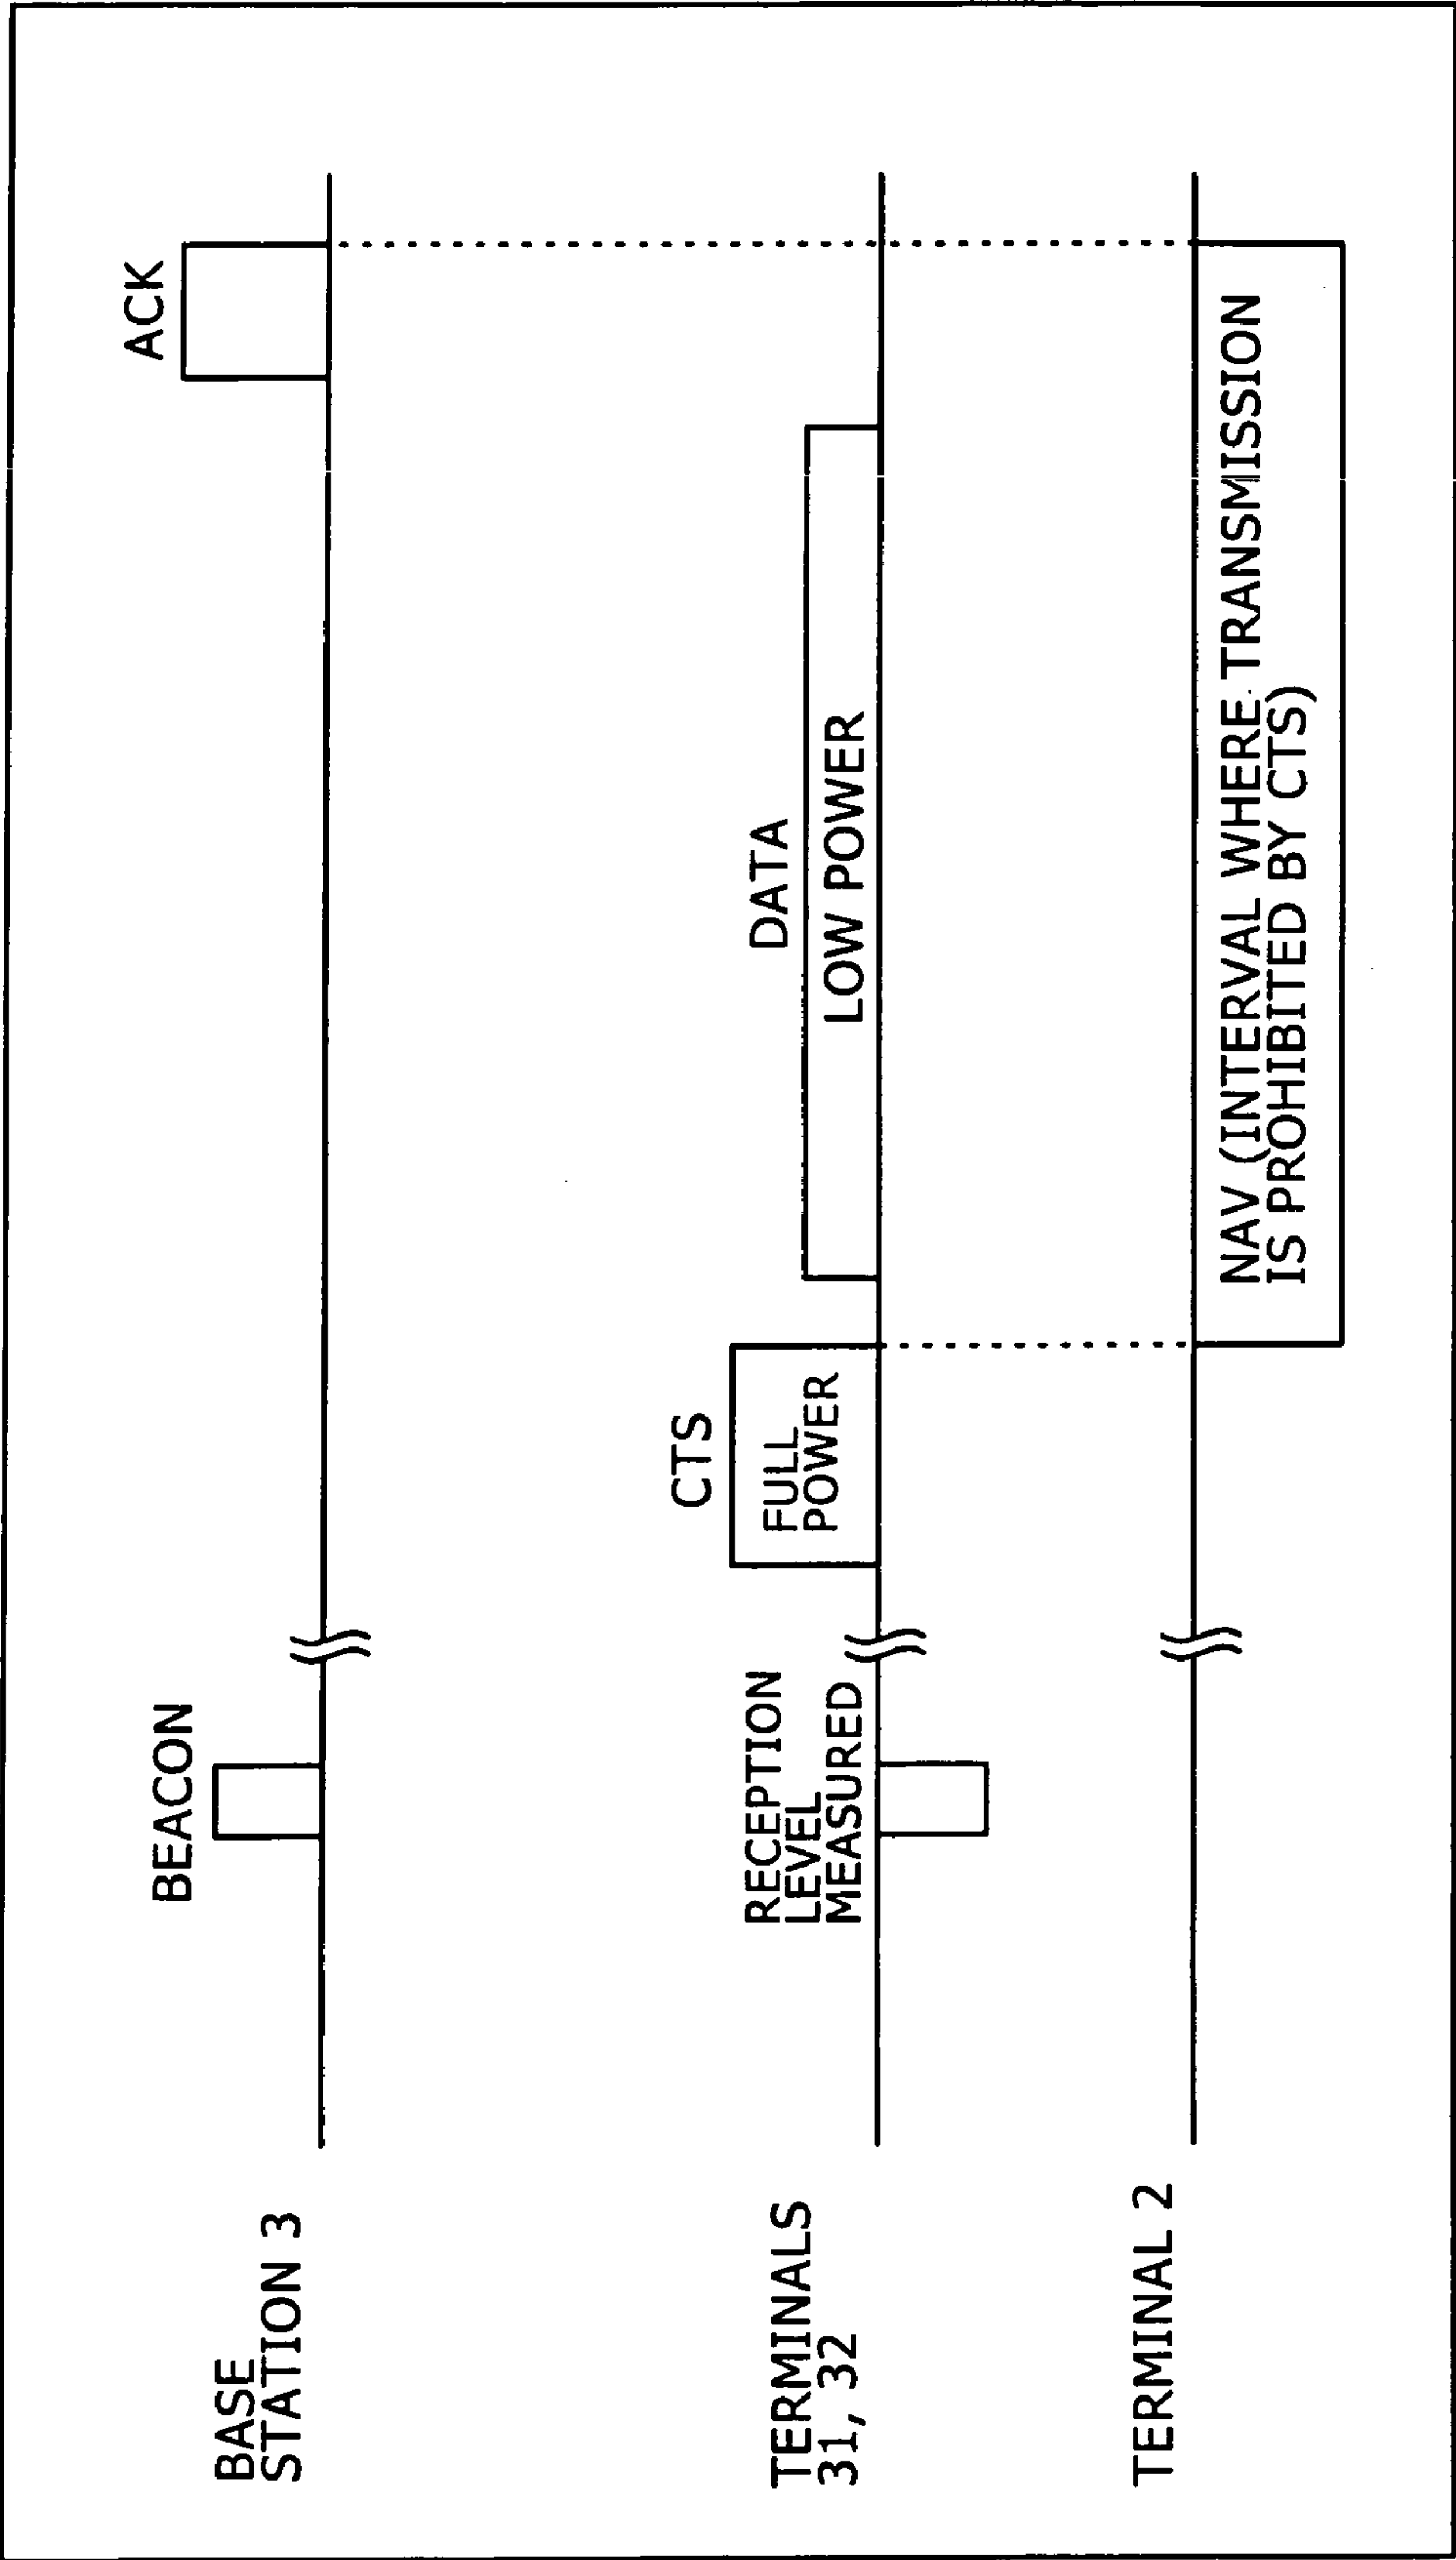 BASE
STATION 3
BEACON
ACK
TERMINALS
31, 32
RECEPTION
LEVEL
MEASURED
CTS
FULL
POWER
DATA
LOW POWER
TERMINAL 2
NAV (INTERVAL WHERE TRANSMISSION
IS PROHIBITED BY CTS)